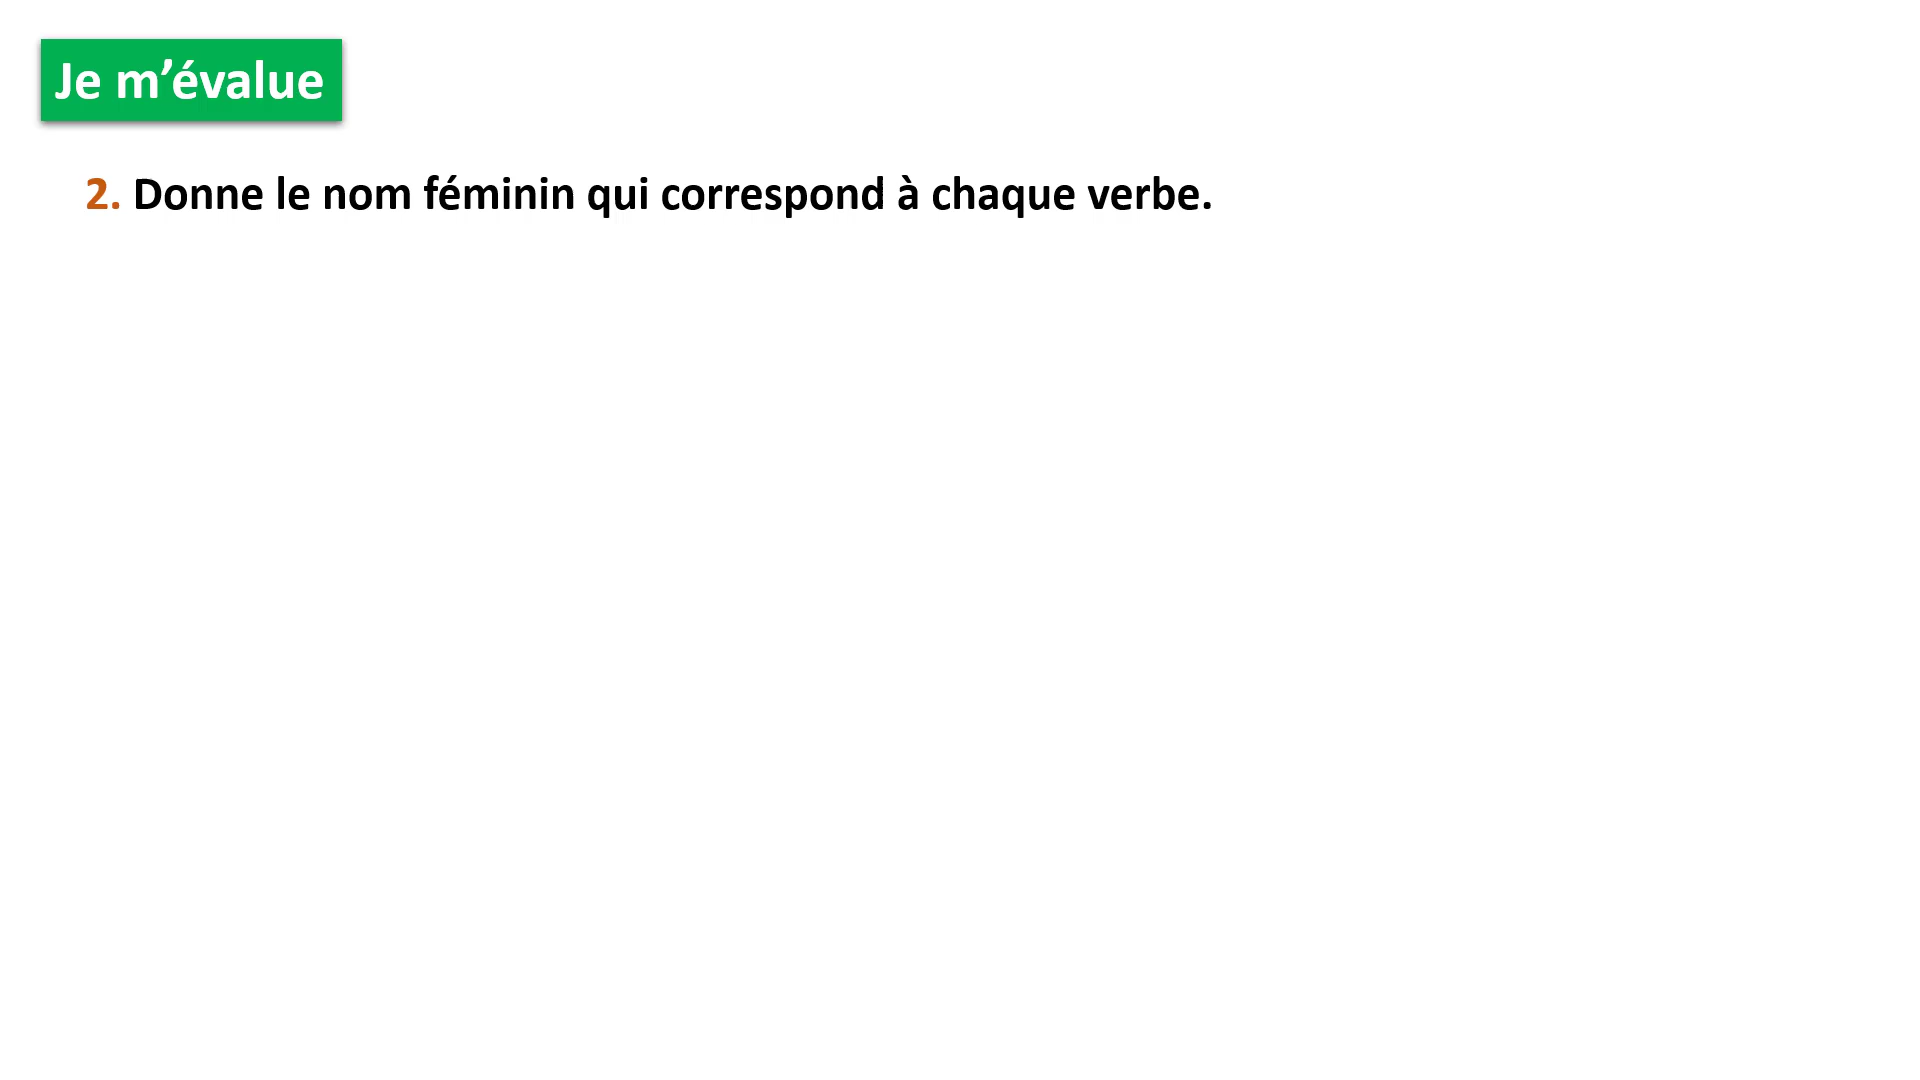 Je m’évalue
2. Donne le nom féminin qui correspond à chaque verbe.